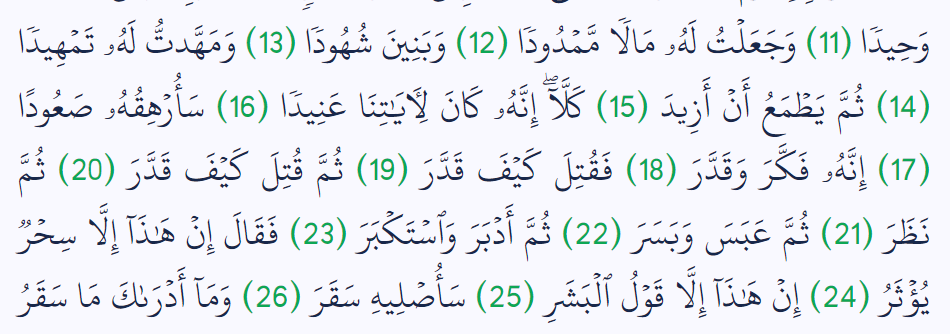 وَحِيدٗا (11) وَجَعَلۡتُ لَهُۥ مَالٗا مَّمۡدُودٗا (12) وَبَنِينَ شُهُودٗا (13) وَمَهَّدتُّ لَهُۥ تَمۡهِيدٗا
(14) ثُمَّ يَطۡمَعُ أَنۡ أَزِيدَ (15) كَلَّآۖ إِنَّهُۥ كَانَ لِأٓيَٰتِنَا عَنِيدٗا (16) سَأُرۡهِقُهُۥ صَعُودًا
(17) إِنَّهُۥ فَكَّرَ وَقَدَّرَ (18) فَقُتِلَ كَيۡفَ قَدَّرَ (19) ثُمَّ قُتِلَ كَيۡفَ قَدَّرَ (20) ثُمَّ
نَظَرَ (21) ثُمَّ عَبَسَ وَبَسَرَ (22) ثُمَّ أَدۡبَرَ وَٱسۡتَكۡبَرَ (23) فَقَالَ إِنۡ هَٰذَآ إِلَّا سِحۡرٞ
يُؤۡثَرُ (24) إِنۡ هَٰذَآ إِلَّا قَوۡلُ ٱلۡبَشَرِ (25) سَأُصۡلِيهِ سَقَرَ (26) وَمَآ أَدۡرَىٰكَ مَا سَقَرُ